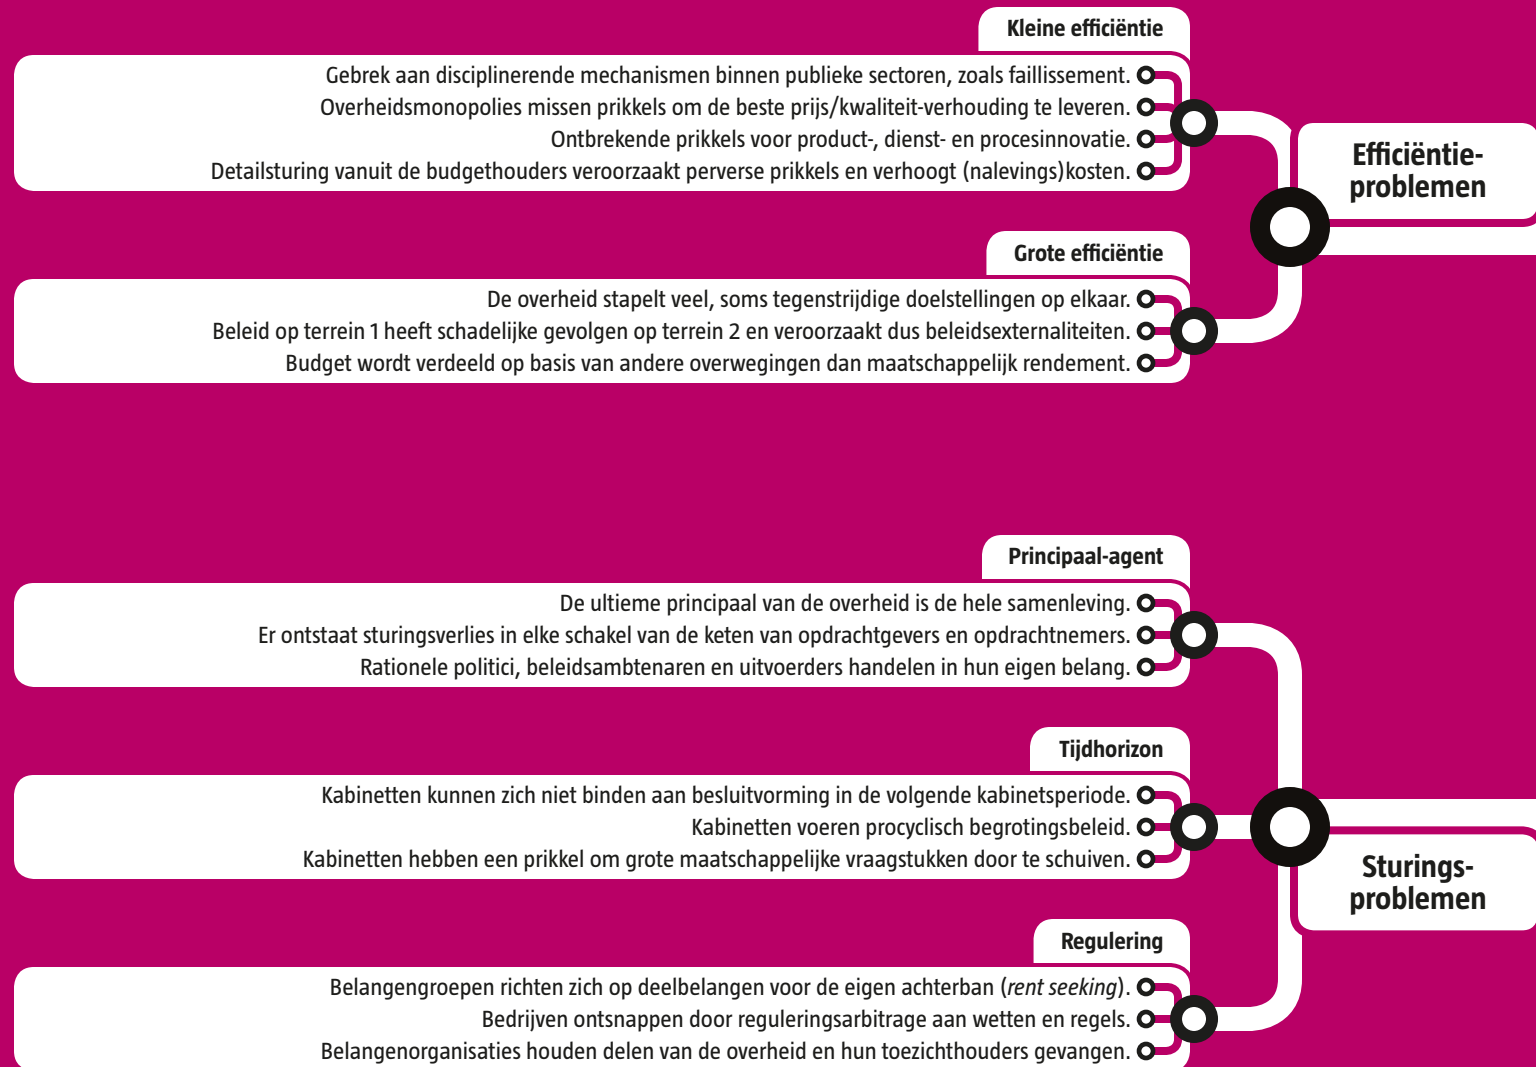 Kleine efficiëntie
Gebrek aan disciplinerende mechanismen binnen publieke sectoren, zoals faillissement.
Overheidsmonopolies missen prikkels om de beste prijs/kwaliteit-verhouding te leveren.
Ontbrekende prikkels voor product-, dienst- en procesinnovatie.
Detailsturing vanuit de budgethouders veroorzaakt perverse prikkels en verhoogt (nalevings)kosten.
Efficiëntie-
problemen
Grote efficiëntie
De overheid stapelt veel, soms tegenstrijdige doelstellingen op elkaar.
Beleid op terrein 1 heeft schadelijke gevolgen op terrein 2 en veroorzaakt dus beleidsexternaliteiten.
Budget wordt verdeeld op basis van andere overwegingen dan maatschappelijk rendement.
Principaal-agent
De ultieme principaal van de overheid is de hele samenleving.
Er ontstaat sturingsverlies in elke schakel van de keten van opdrachtgevers en opdrachtnemers.
Rationele politici, beleidsambtenaren en uitvoerders handelen in hun eigen belang.
Tijdhorizon
Kabinetten kunnen zich niet binden aan besluitvorming in de volgende kabinetsperiode.
Kabinetten voeren procyclisch begrotingsbeleid.
Kabinetten hebben een prikkel om grote maatschappelijke vraagstukken door te schuiven.
Sturings-
problemen
Regulering
Belangengroepen richten zich op deelbelangen voor de eigen achterban (rent seeking).
Bedrijven ontsnappen door reguleringsarbitrage aan wetten en regels.
Belangenorganisaties houden delen van de overheid en hun toezichthouders gevangen.